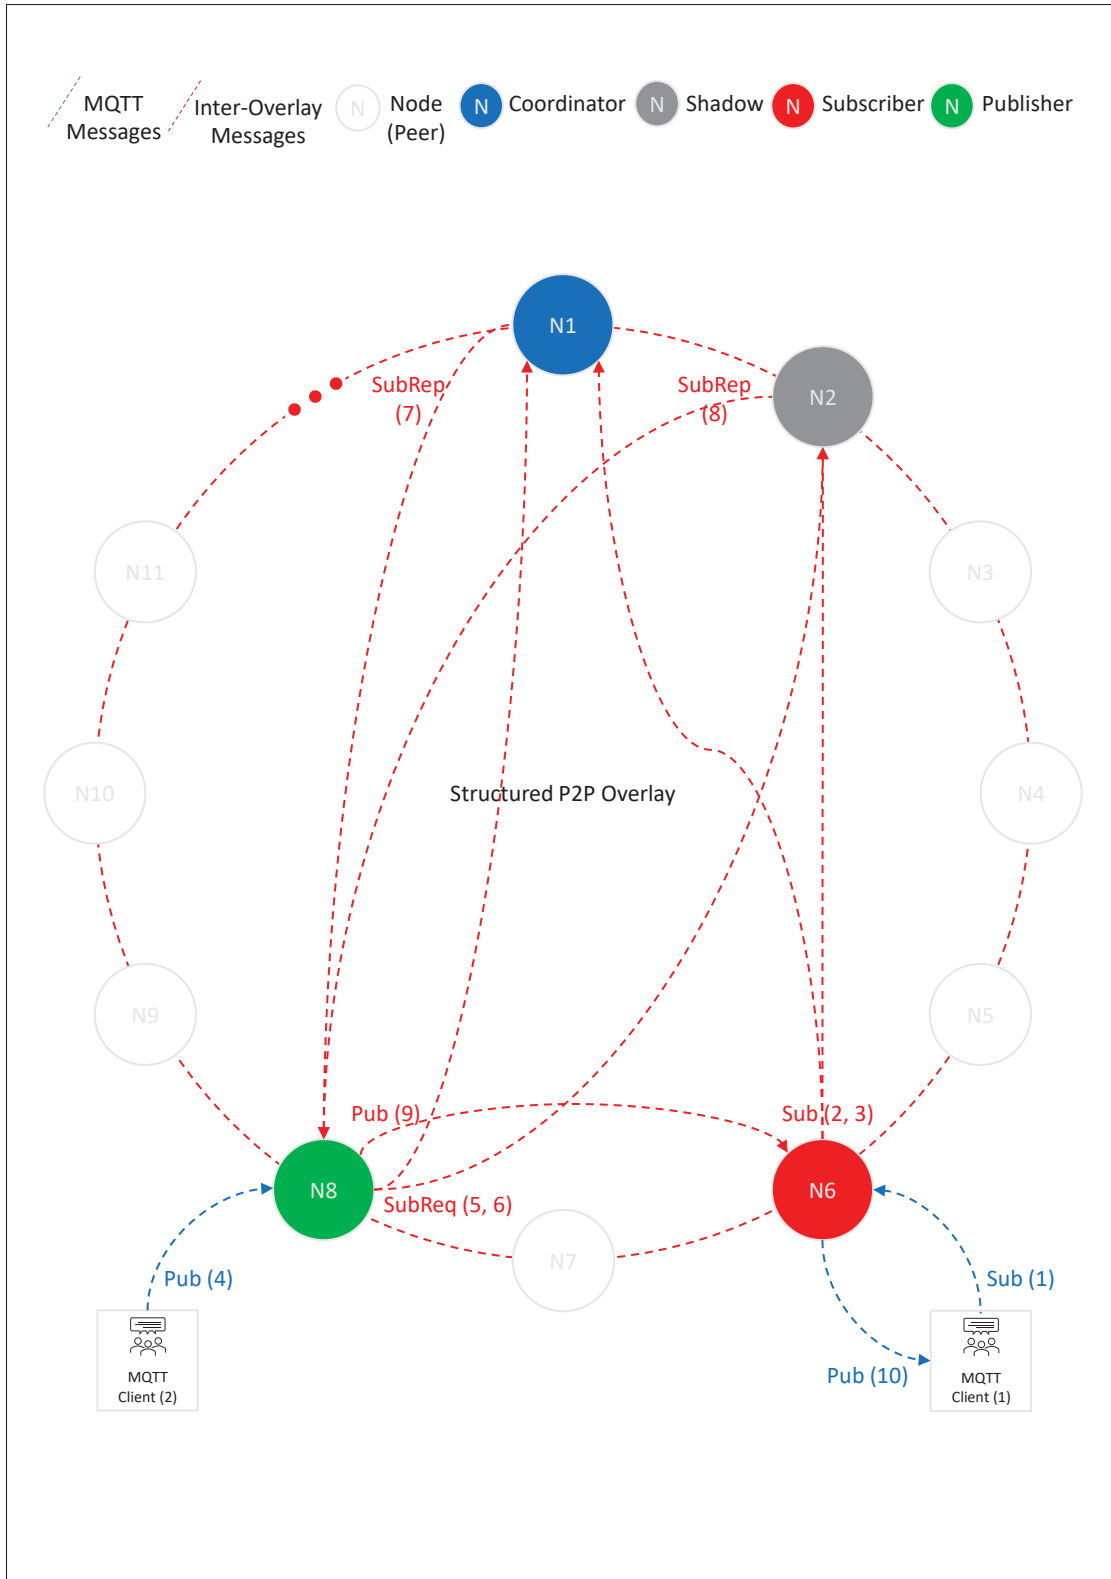 MQTT
Messages
Inter-Overlay
Messages
N
Node
(Peer)
N
Coordinator
N
Shadow
N
Subscriber
N
Publisher
N1
N2
SubRep
(7)
SubRep
(8)
N11
N3
N10
Structured P2P Overlay
N4
N9
N5
Pub (9)
Sub (2, 3)
N8
SubReq (5, 6)
N6
N7
Pub (4)
Sub (1)
Pub (10)
MQTT
Client (2)
MQTT
Client (1)